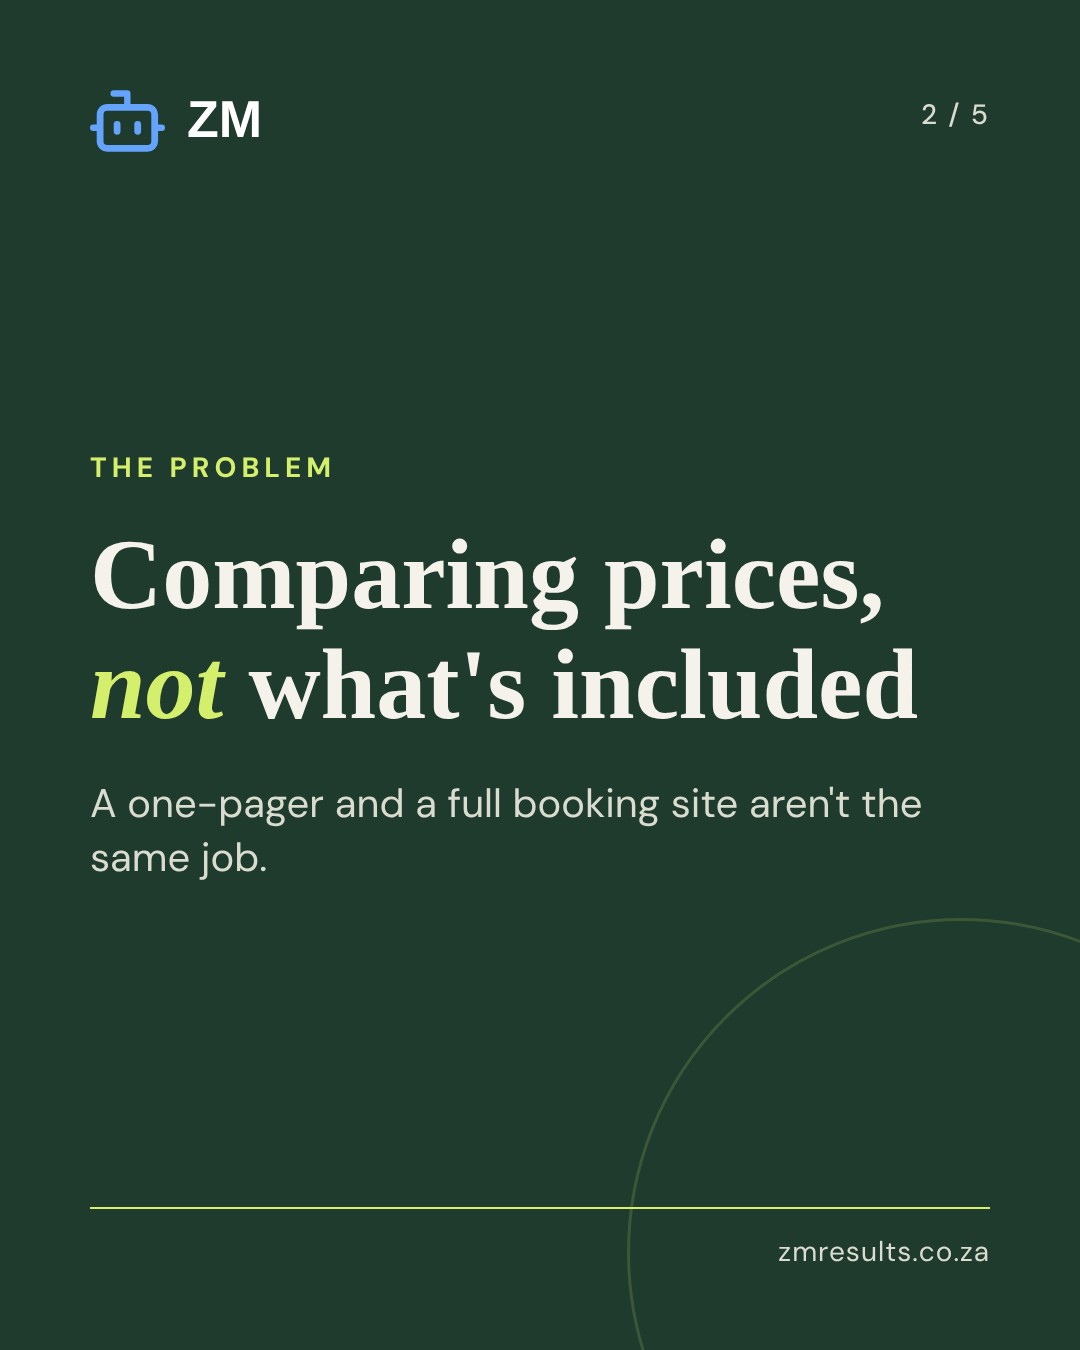 ZM
2 / 5
THE PROBLEM
Comparing prices,
not what's included
A one-pager and a full booking site aren't the
same job.
zmresults.co.za